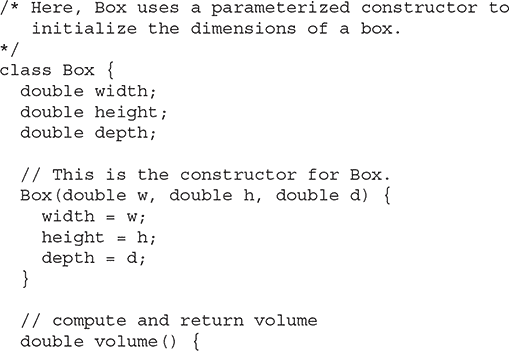 /* Here, Box uses a parameterized constructor to
   initialize the dimensions of a box.
*/
class Box {
  double width;
  double height;
  double depth;

  // This is the constructor for Box.
  Box(double w, double h, double d) {
    width = w;
    height = h;
    depth = d;
  }

  // compute and return volume
  double volume() {